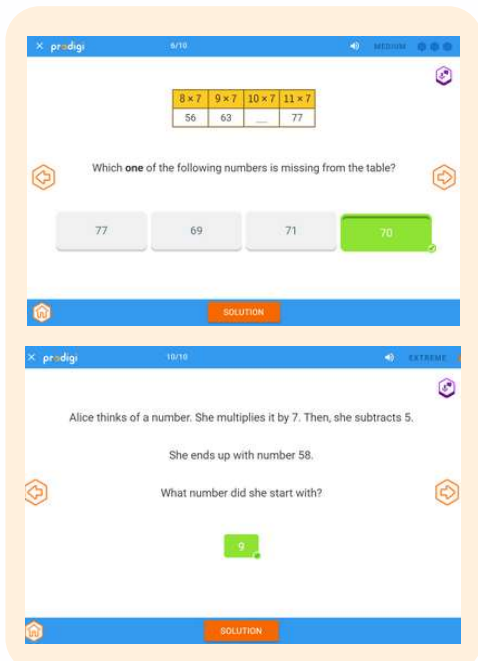 × prodigi 6/10 MEDIUM
8 × 7 9 × 7 10 × 7 11 × 7
56 63 __ 77
Which one of the following numbers is missing from the table?
77 69 71 70
SOLUTION
× prodigi 10/10 EXTREME
Alice thinks of a number. She multiplies it by 7. Then, she subtracts 5.
She ends up with number 58.
What number did she start with?
9
SOLUTION